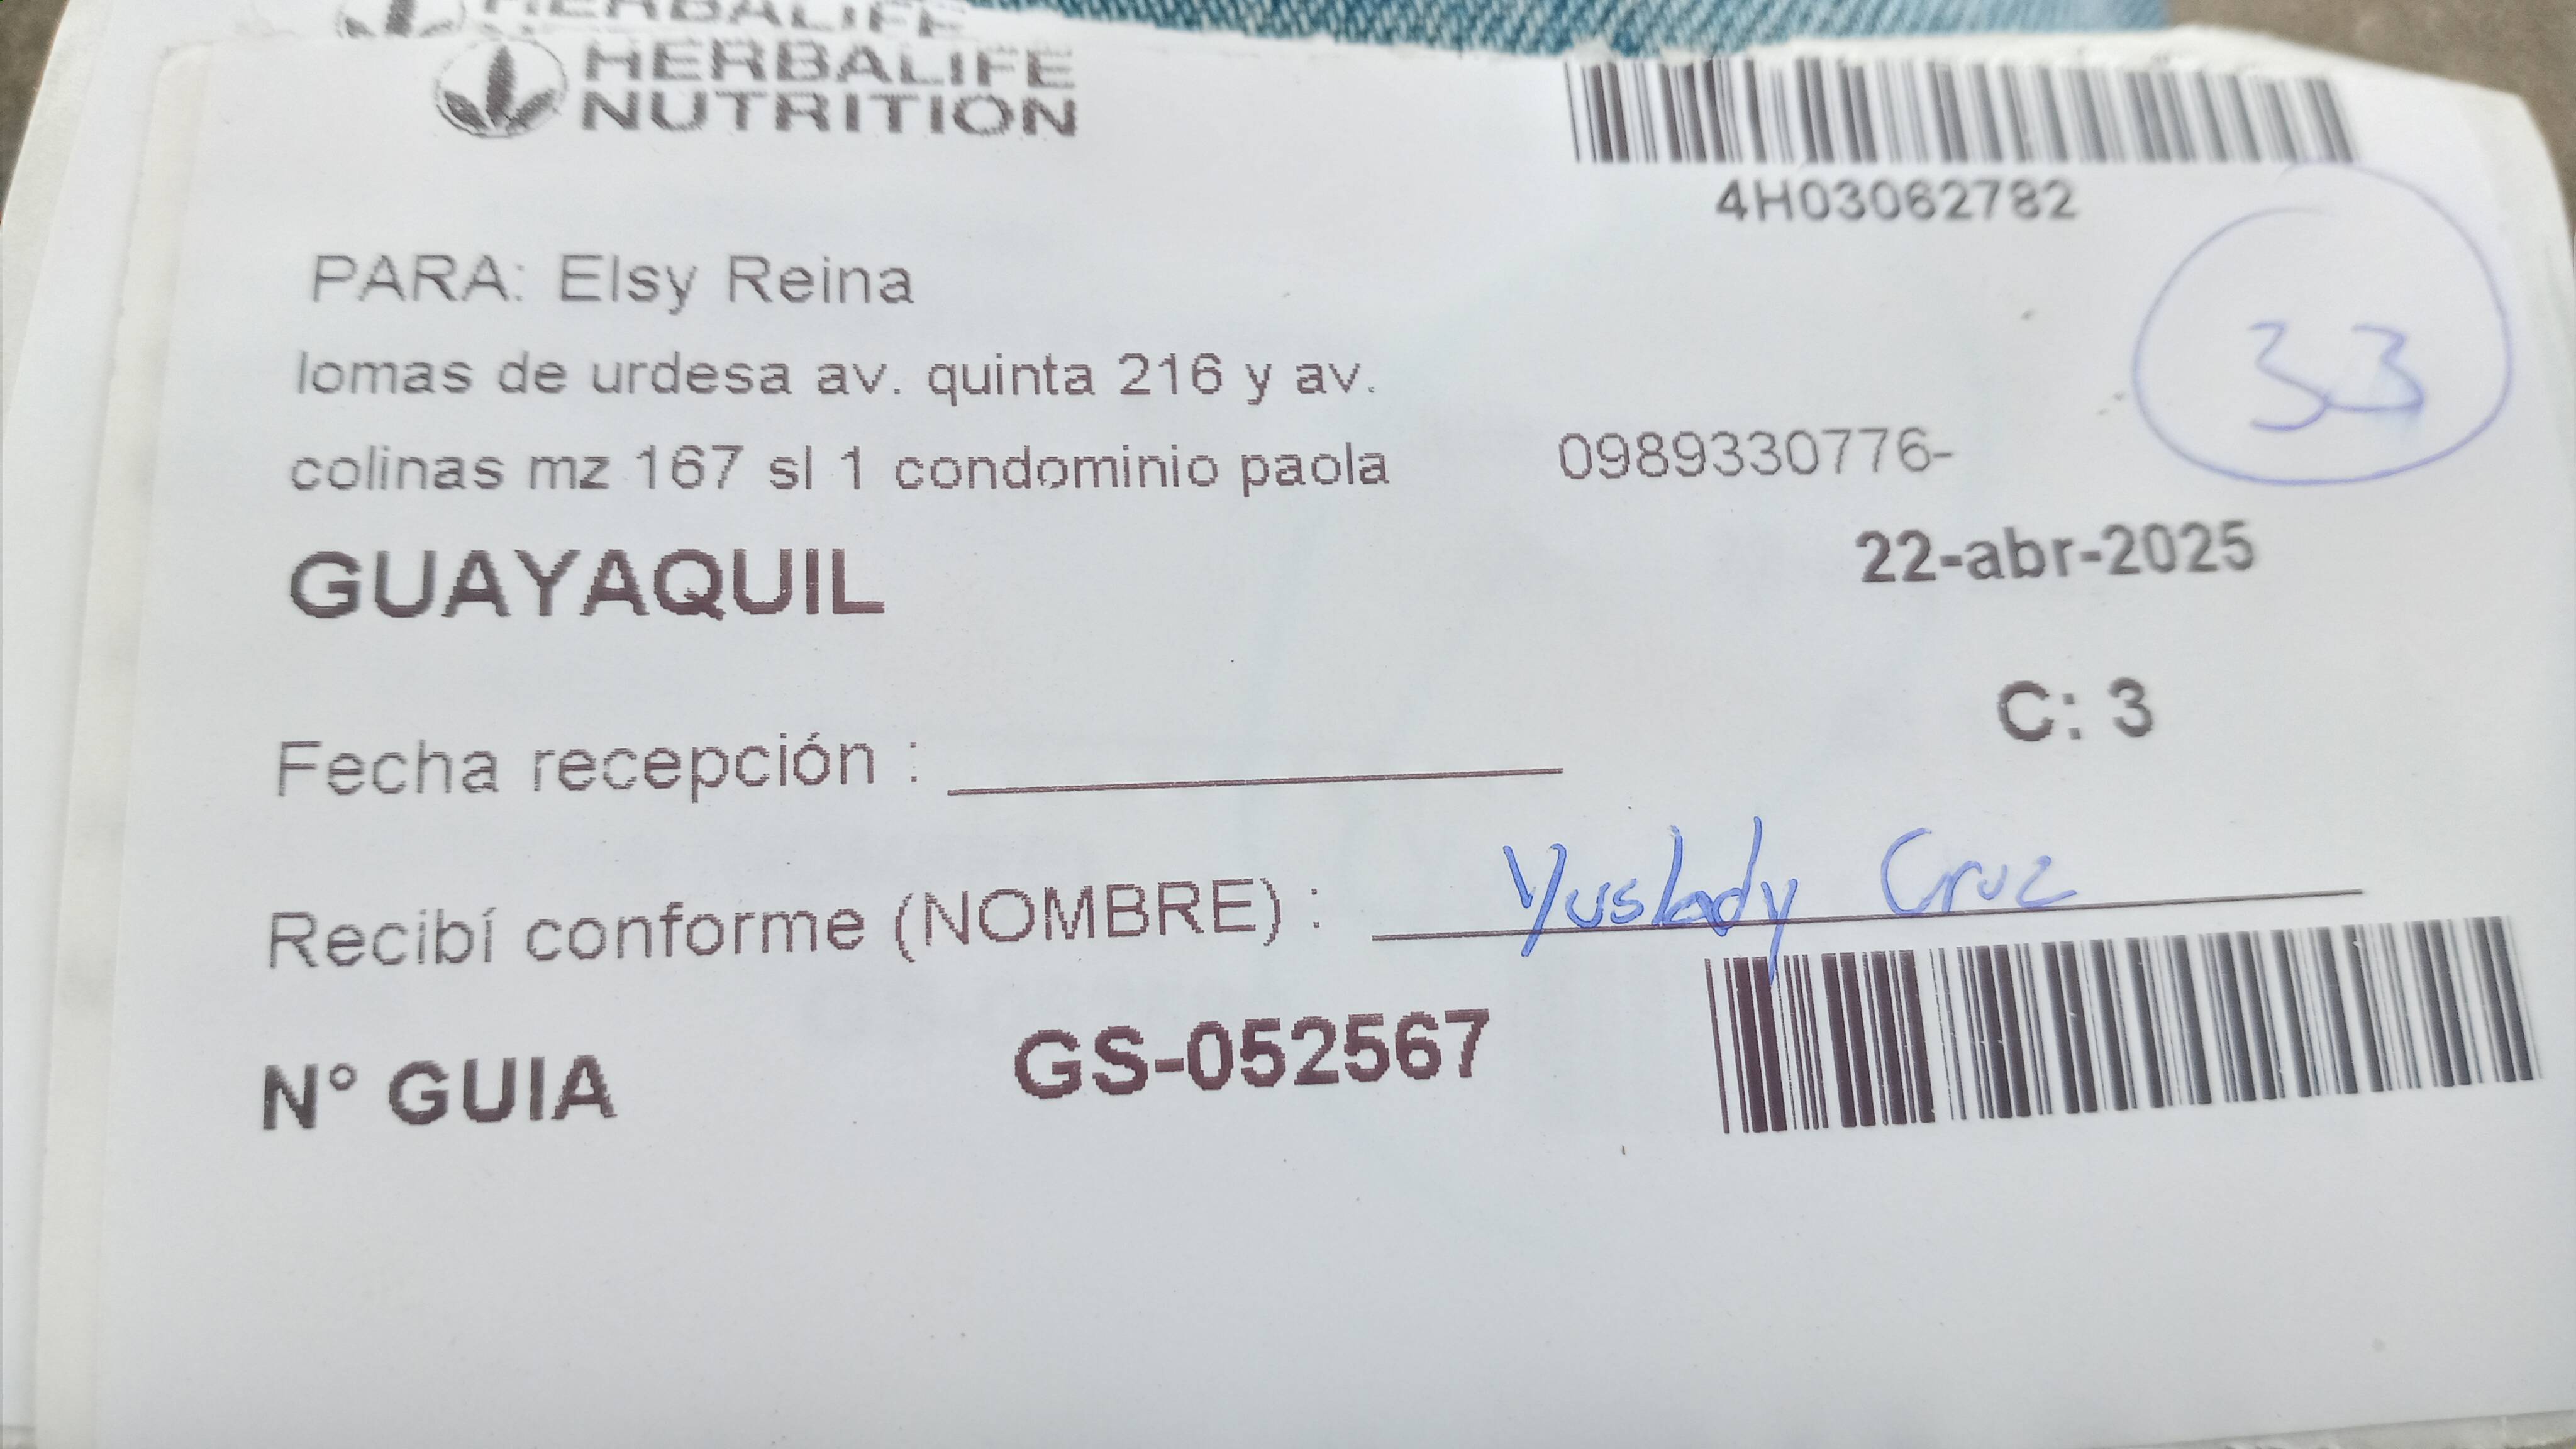 HERBALIFE
HERBALIFE
NUTRITION
4H03062782
33
PARA: Elsy Reina
lomas de urdesa av. quinta 216 y av.
colinas mz 167 sl 1 condominio paola
0989330776-
GUAYAQUIL
22-abr-2025
C: 3
Fecha recepción :
Recibí conforme (NOMBRE) : Yuslady Cruz
N° GUIA GS-052567